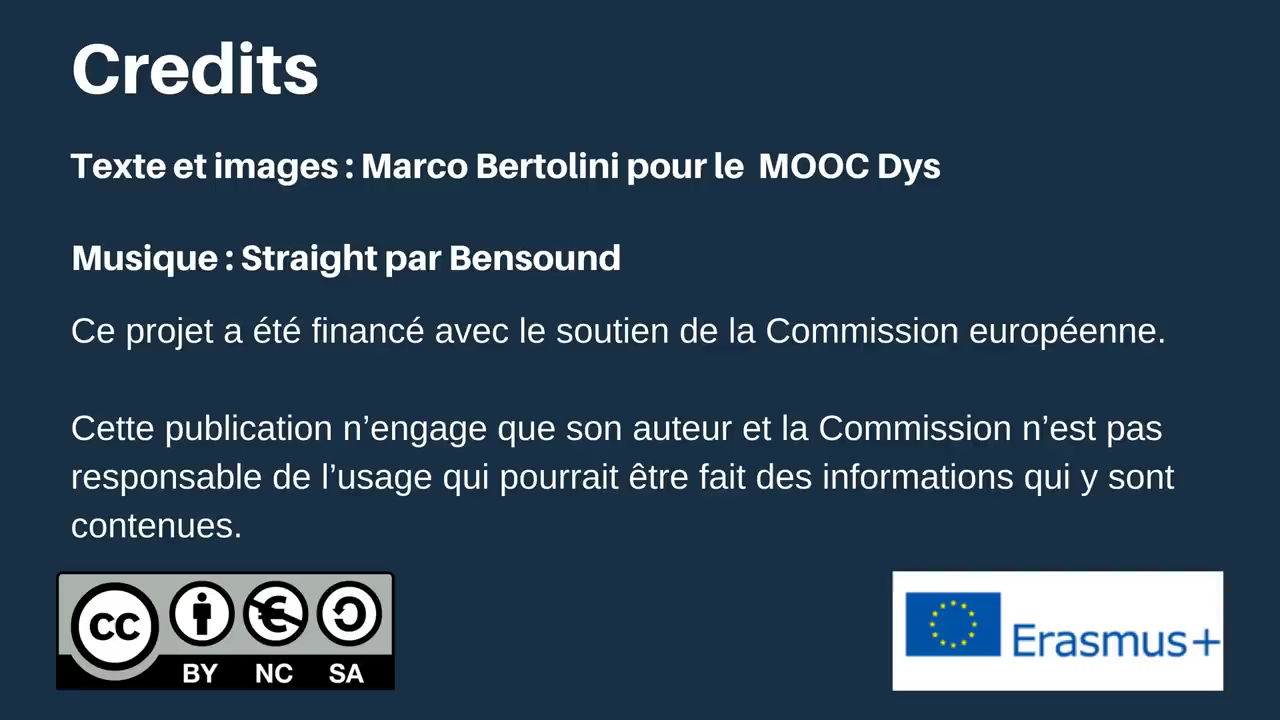 Credits
Texte et images : Marco Bertolini pour le MOOC Dys
Musique : Straight par Bensound
Ce projet a été financé avec le soutien de la Commission européenne.
Cette publication n’engage que son auteur et la Commission n’est pas
responsable de l’usage qui pourrait être fait des informations qui y sont
contenues.
cc
BY NC SA
Erasmus+